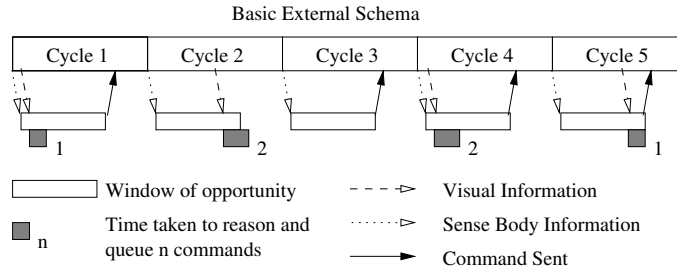 Basic External Schema
Cycle 1 Cycle 2 Cycle 3 Cycle 4 Cycle 5
1 2 2 1
Window of opportunity
Visual Information
n Time taken to reason and
queue n commands
Sense Body Information
Command Sent